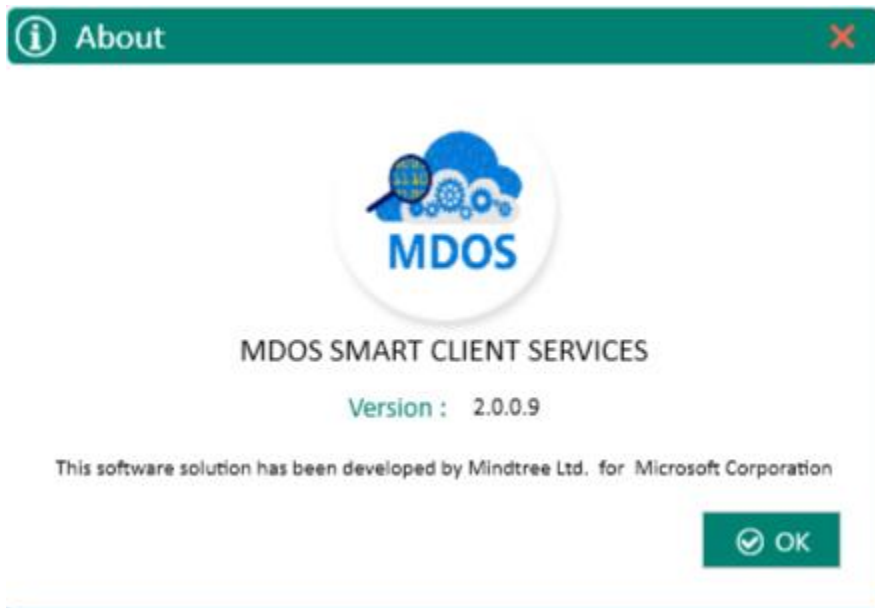 About
MDOS
MDOS SMART CLIENT SERVICES
Version : 2.0.0.9
This software solution has been developed by Mindtree Ltd. for Microsoft Corporation
OK